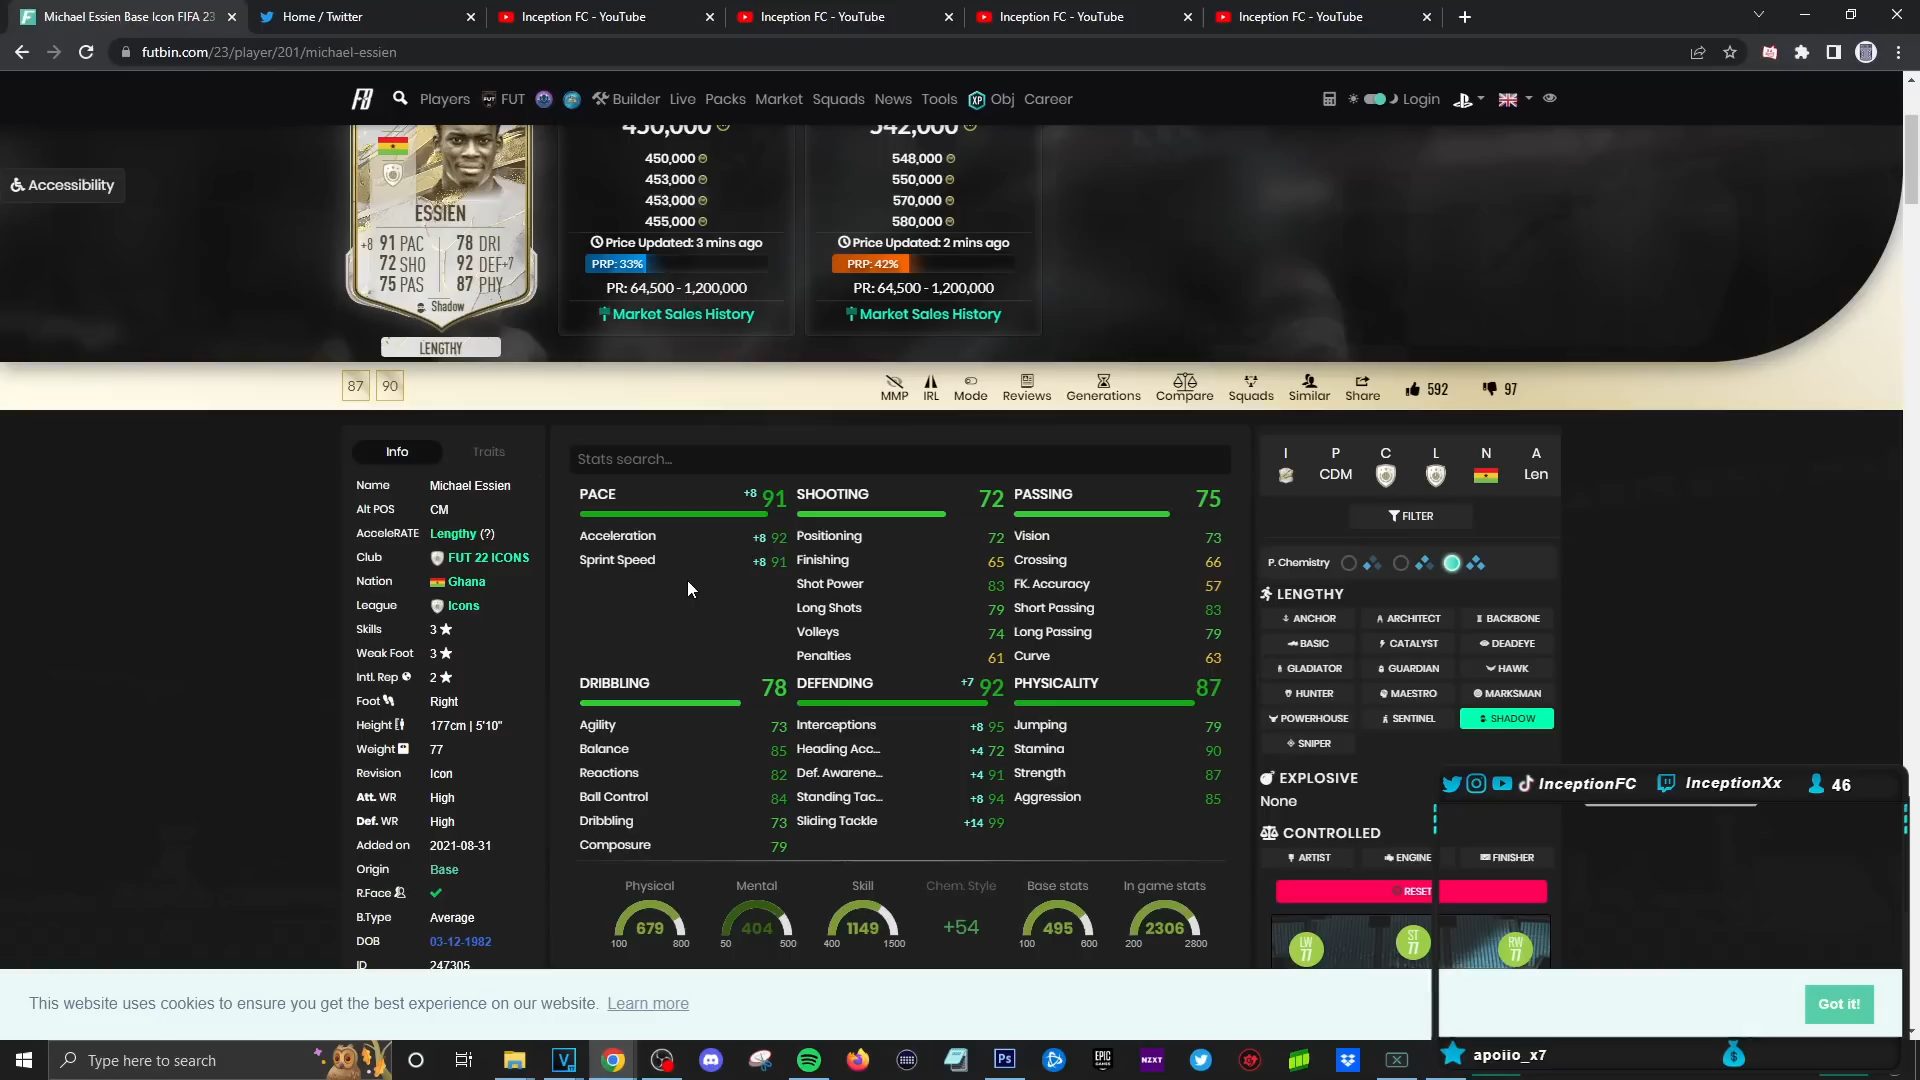 Michael Essien Base Icon FIFA 23
Home / Twitter
Inception FC - YouTube
Inception FC - YouTube
Inception FC - YouTube
Inception FC - YouTube
futbin.com/23/player/201/michael-essien
Players FUT Builder Live Packs Market Squads News Tools XP Obj Career Login
Accessibility
ESSIEN
+8 91 PAC 78 DRI
72 SHO 92 DEF+7
75 PAS 87 PHY
Shadow
LENGTHY
450,000
450,000
453,000
453,000
455,000
Price Updated: 3 mins ago
PRP: 33%
PR: 64,500 - 1,200,000
Market Sales History
542,000
548,000
550,000
570,000
580,000
Price Updated: 2 mins ago
PRP: 42%
PR: 64,500 - 1,200,000
Market Sales History
87 90
MMP IRL Mode Reviews Generations Compare Squads Similar Share 592 97
Info Traits
Name Michael Essien
Alt POS CM
AcceleRATE Lengthy (?)
Club FUT 22 ICONS
Nation Ghana
League Icons
Skills 3
Weak Foot 3
Intl. Rep 2
Foot Right
Height 177cm | 5'10"
Weight 77
Revision Icon
Att. WR High
Def. WR High
Added on 2021-08-31
Origin Base
R.Face
B.Type Average
DOB 03-12-1982
ID 247305
Stats search...
PACE +8 91
Acceleration +8 92
Sprint Speed +8 91
SHOOTING 72
Positioning 72
Finishing 65
Shot Power 83
Long Shots 79
Volleys 74
Penalties 61
PASSING 75
Vision 73
Crossing 66
FK. Accuracy 57
Short Passing 83
Long Passing 79
Curve 63
DRIBBLING 78
Agility 73
Balance 85
Reactions 82
Ball Control 84
Dribbling 73
Composure 79
DEFENDING +7 92
Interceptions +8 95
Heading Acc... +4 72
Def. Awarene... +4 91
Standing Tac... +8 94
Sliding Tackle +14 99
PHYSICALITY 87
Jumping 79
Stamina 90
Strength 87
Aggression 85
Physical Mental Skill Chem. Style Base stats In game stats
679 404 1149 +54 495 2306
100 800 50 500 400 1500 100 600 200 2800
I P C L N A
CDM Len
FILTER
P. Chemistry
LENGTHY
ANCHOR ARCHITECT BACKBONE
BASIC CATALYST DEADEYE
GLADIATOR GUARDIAN HAWK
HUNTER MAESTRO MARKSMAN
POWERHOUSE SENTINEL SHADOW
SNIPER
EXPLOSIVE
None
CONTROLLED
ARTIST ENGINE FINISHER
RESET
LW 77
ST 77
RW 77
InceptionFC InceptionXx 46
This website uses cookies to ensure you get the best experience on our website. Learn more
Got it!
Type here to search
Ps
EPIC GAMES
NZXT
apoiio_x7